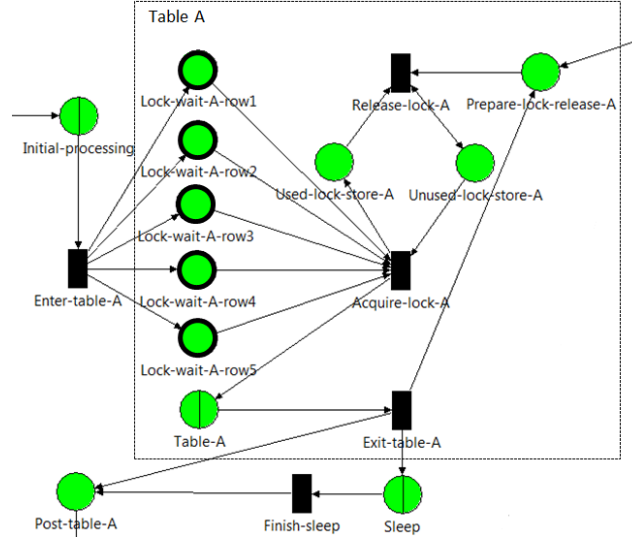 Table A
Lock-wait-A-row1
Release-lock-A
Prepare-lock-release-A
Initial-processing
Lock-wait-A-row2
Used-lock-store-A
Unused-lock-store-A
Lock-wait-A-row3
Enter-table-A
Lock-wait-A-row4
Acquire-lock-A
Lock-wait-A-row5
Table-A
Exit-table-A
Post-table-A
Finish-sleep
Sleep